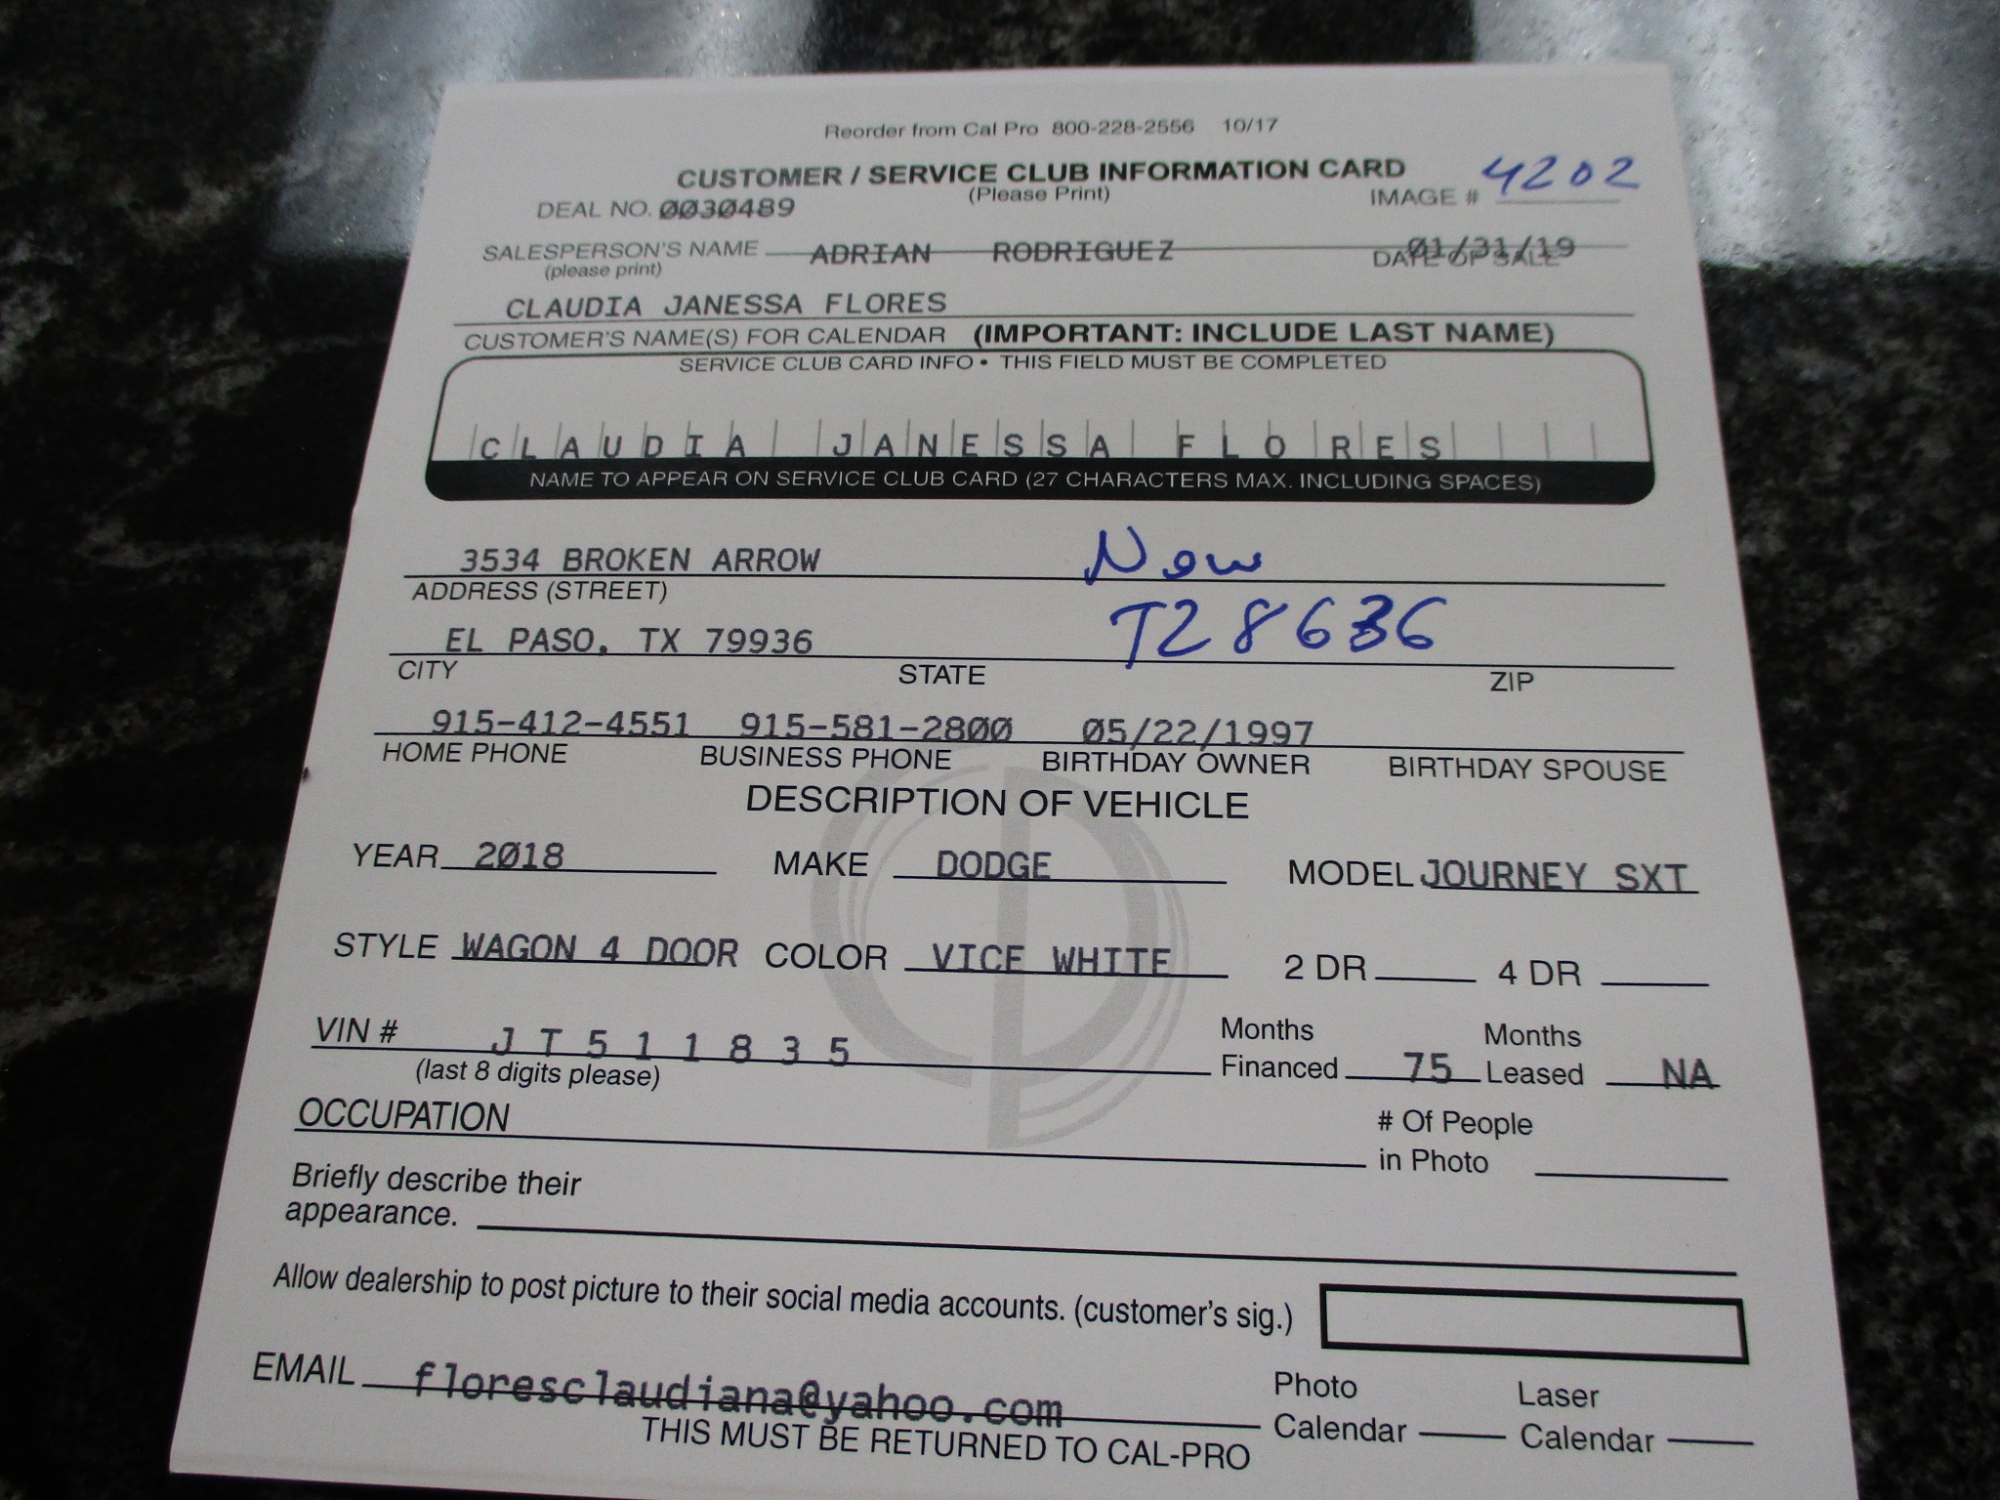 Reorder from Cal Pro 800-228-2556 10/17
CUSTOMER / SERVICE CLUB INFORMATION CARD
(Please Print)
IMAGE # 4202
DEAL NO. 0030489
SALESPERSON'S NAME ADRIAN RODRIGUEZ DATE OF SALE 01/31/19
(please print)
CLAUDIA JANESSA FLORES
CUSTOMER'S NAME(S) FOR CALENDAR (IMPORTANT: INCLUDE LAST NAME)
SERVICE CLUB CARD INFO • THIS FIELD MUST BE COMPLETED
CLAUDIA JANESSA FLORES
NAME TO APPEAR ON SERVICE CLUB CARD (27 CHARACTERS MAX. INCLUDING SPACES)
3534 BROKEN ARROW New
ADDRESS (STREET)
EL PASO, TX 79936 T28636
CITY STATE ZIP
915-412-4551 915-581-2800 05/22/1997
HOME PHONE BUSINESS PHONE BIRTHDAY OWNER BIRTHDAY SPOUSE
DESCRIPTION OF VEHICLE
YEAR 2018 MAKE DODGE MODEL JOURNEY SXT
STYLE WAGON 4 DOOR COLOR VICE WHITE 2 DR 4 DR
VIN # JT511835
(last 8 digits please)
Months Financed 75 Months Leased NA
OCCUPATION
# Of People
in Photo
Briefly describe their
appearance.
Allow dealership to post picture to their social media accounts. (customer's sig.)
EMAIL floresclaudiana@yahoo.com
Photo Calendar Laser Calendar
THIS MUST BE RETURNED TO CAL-PRO